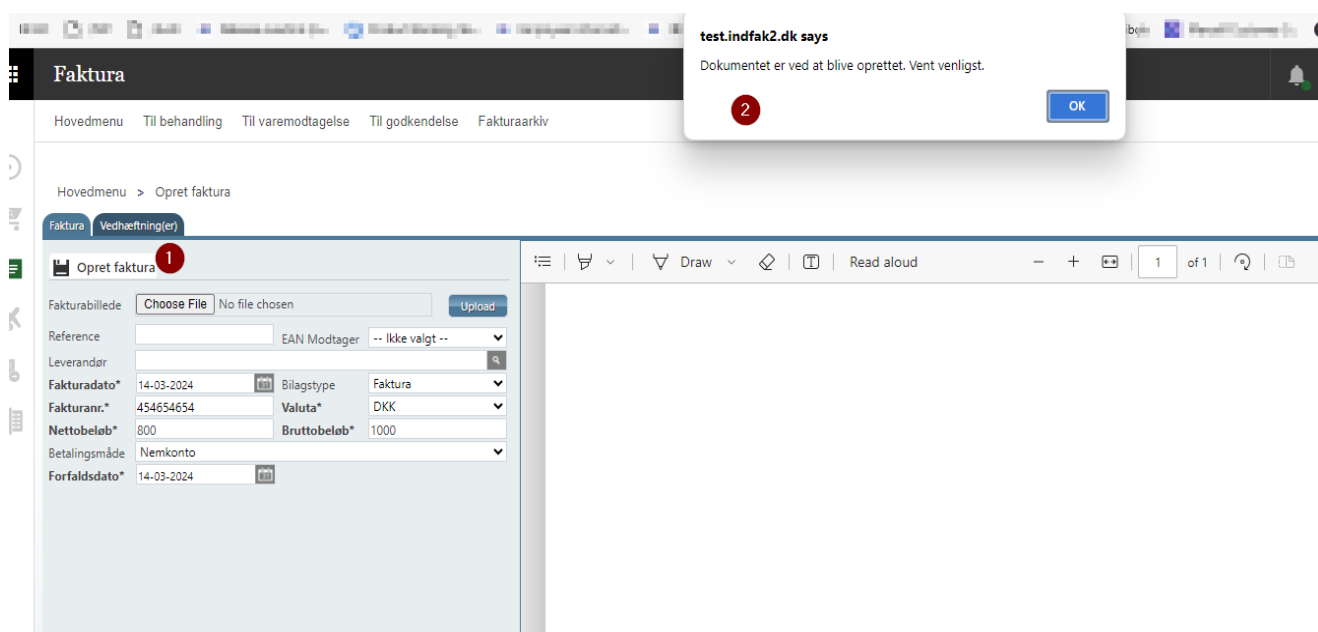 test.indfak2.dk says
Dokumentet er ved at blive oprettet. Vent venligst.
2
OK
Faktura
Hovedmenu Til behandling Til varemodtagelse Til godkendelse Fakturaarkiv
Hovedmenu > Opret faktura
Faktura Vedhæftning(er)
1
Opret faktura
Draw Read aloud 1 of 1
Fakturabillede Choose File No file chosen Upload
Reference EAN Modtager -- Ikke valgt --
Leverandør
Fakturadato* 14-03-2024 Bilagstype Faktura
Fakturanr.* 454654654 Valuta* DKK
Nettobeløb* 800 Bruttobeløb* 1000
Betalingsmåde Nemkonto
Forfaldsdato* 14-03-2024